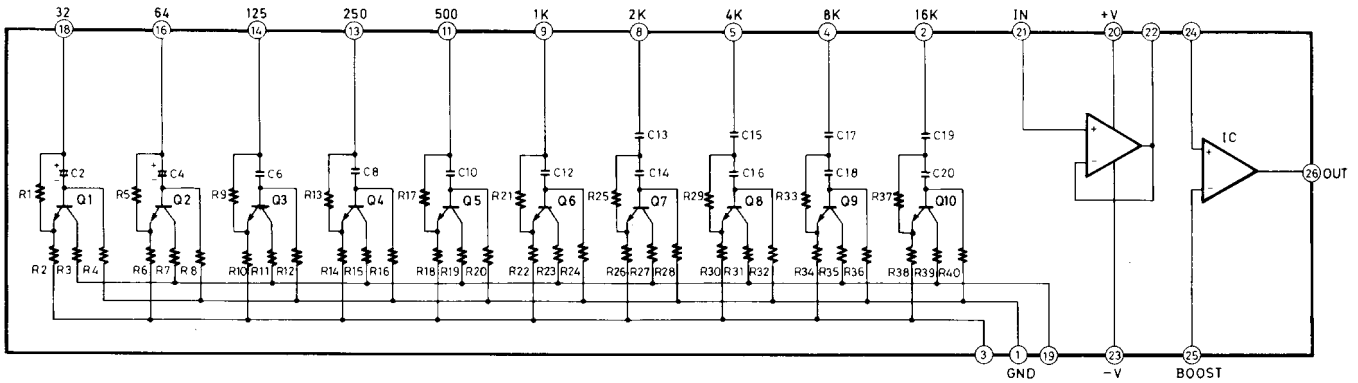 32 64 125 250 500 1K 2K 4K 8K 16K IN +V
18 16 14 13 11 9 8 5 4 2 21 20 22 24
C13 C15 C17 C19
+ C2 + C4 C6 C8 C10 C12 C14 C16 C18 C20 + − IC + −
R1 Q1 R5 Q2 R9 Q3 R13 Q4 R17 Q5 R21 Q6 R25 Q7 R29 Q8 R33 Q9 R37 Q10
26 OUT
R2 R3 R4 R6 R7 R8 R10 R11 R12 R14 R15 R16 R18 R19 R20 R22 R23 R24 R26 R27 R28 R30 R31 R32 R34 R35 R36 R38 R39 R40
3 1 19 23 25
GND −V BOOST